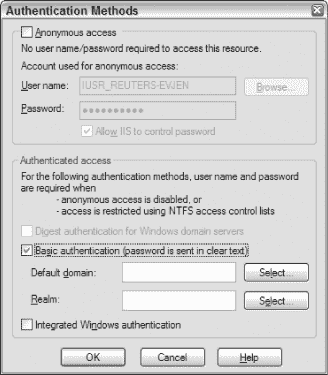 Authentication Methods
Anonymous access
No user name/password required to access this resource.
Account used for anonymous access:
User name: IUSR_REUTERS-EVJEN Browse...
Password: ••••••••••
Allow IIS to control password
Authenticated access
For the following authentication methods, user name and password
are required when
- anonymous access is disabled, or
- access is restricted using NTFS access control lists
Digest authentication for Windows domain servers
Basic authentication (password is sent in clear text)
Default domain: Select...
Realm: Select...
Integrated Windows authentication
OK Cancel Help